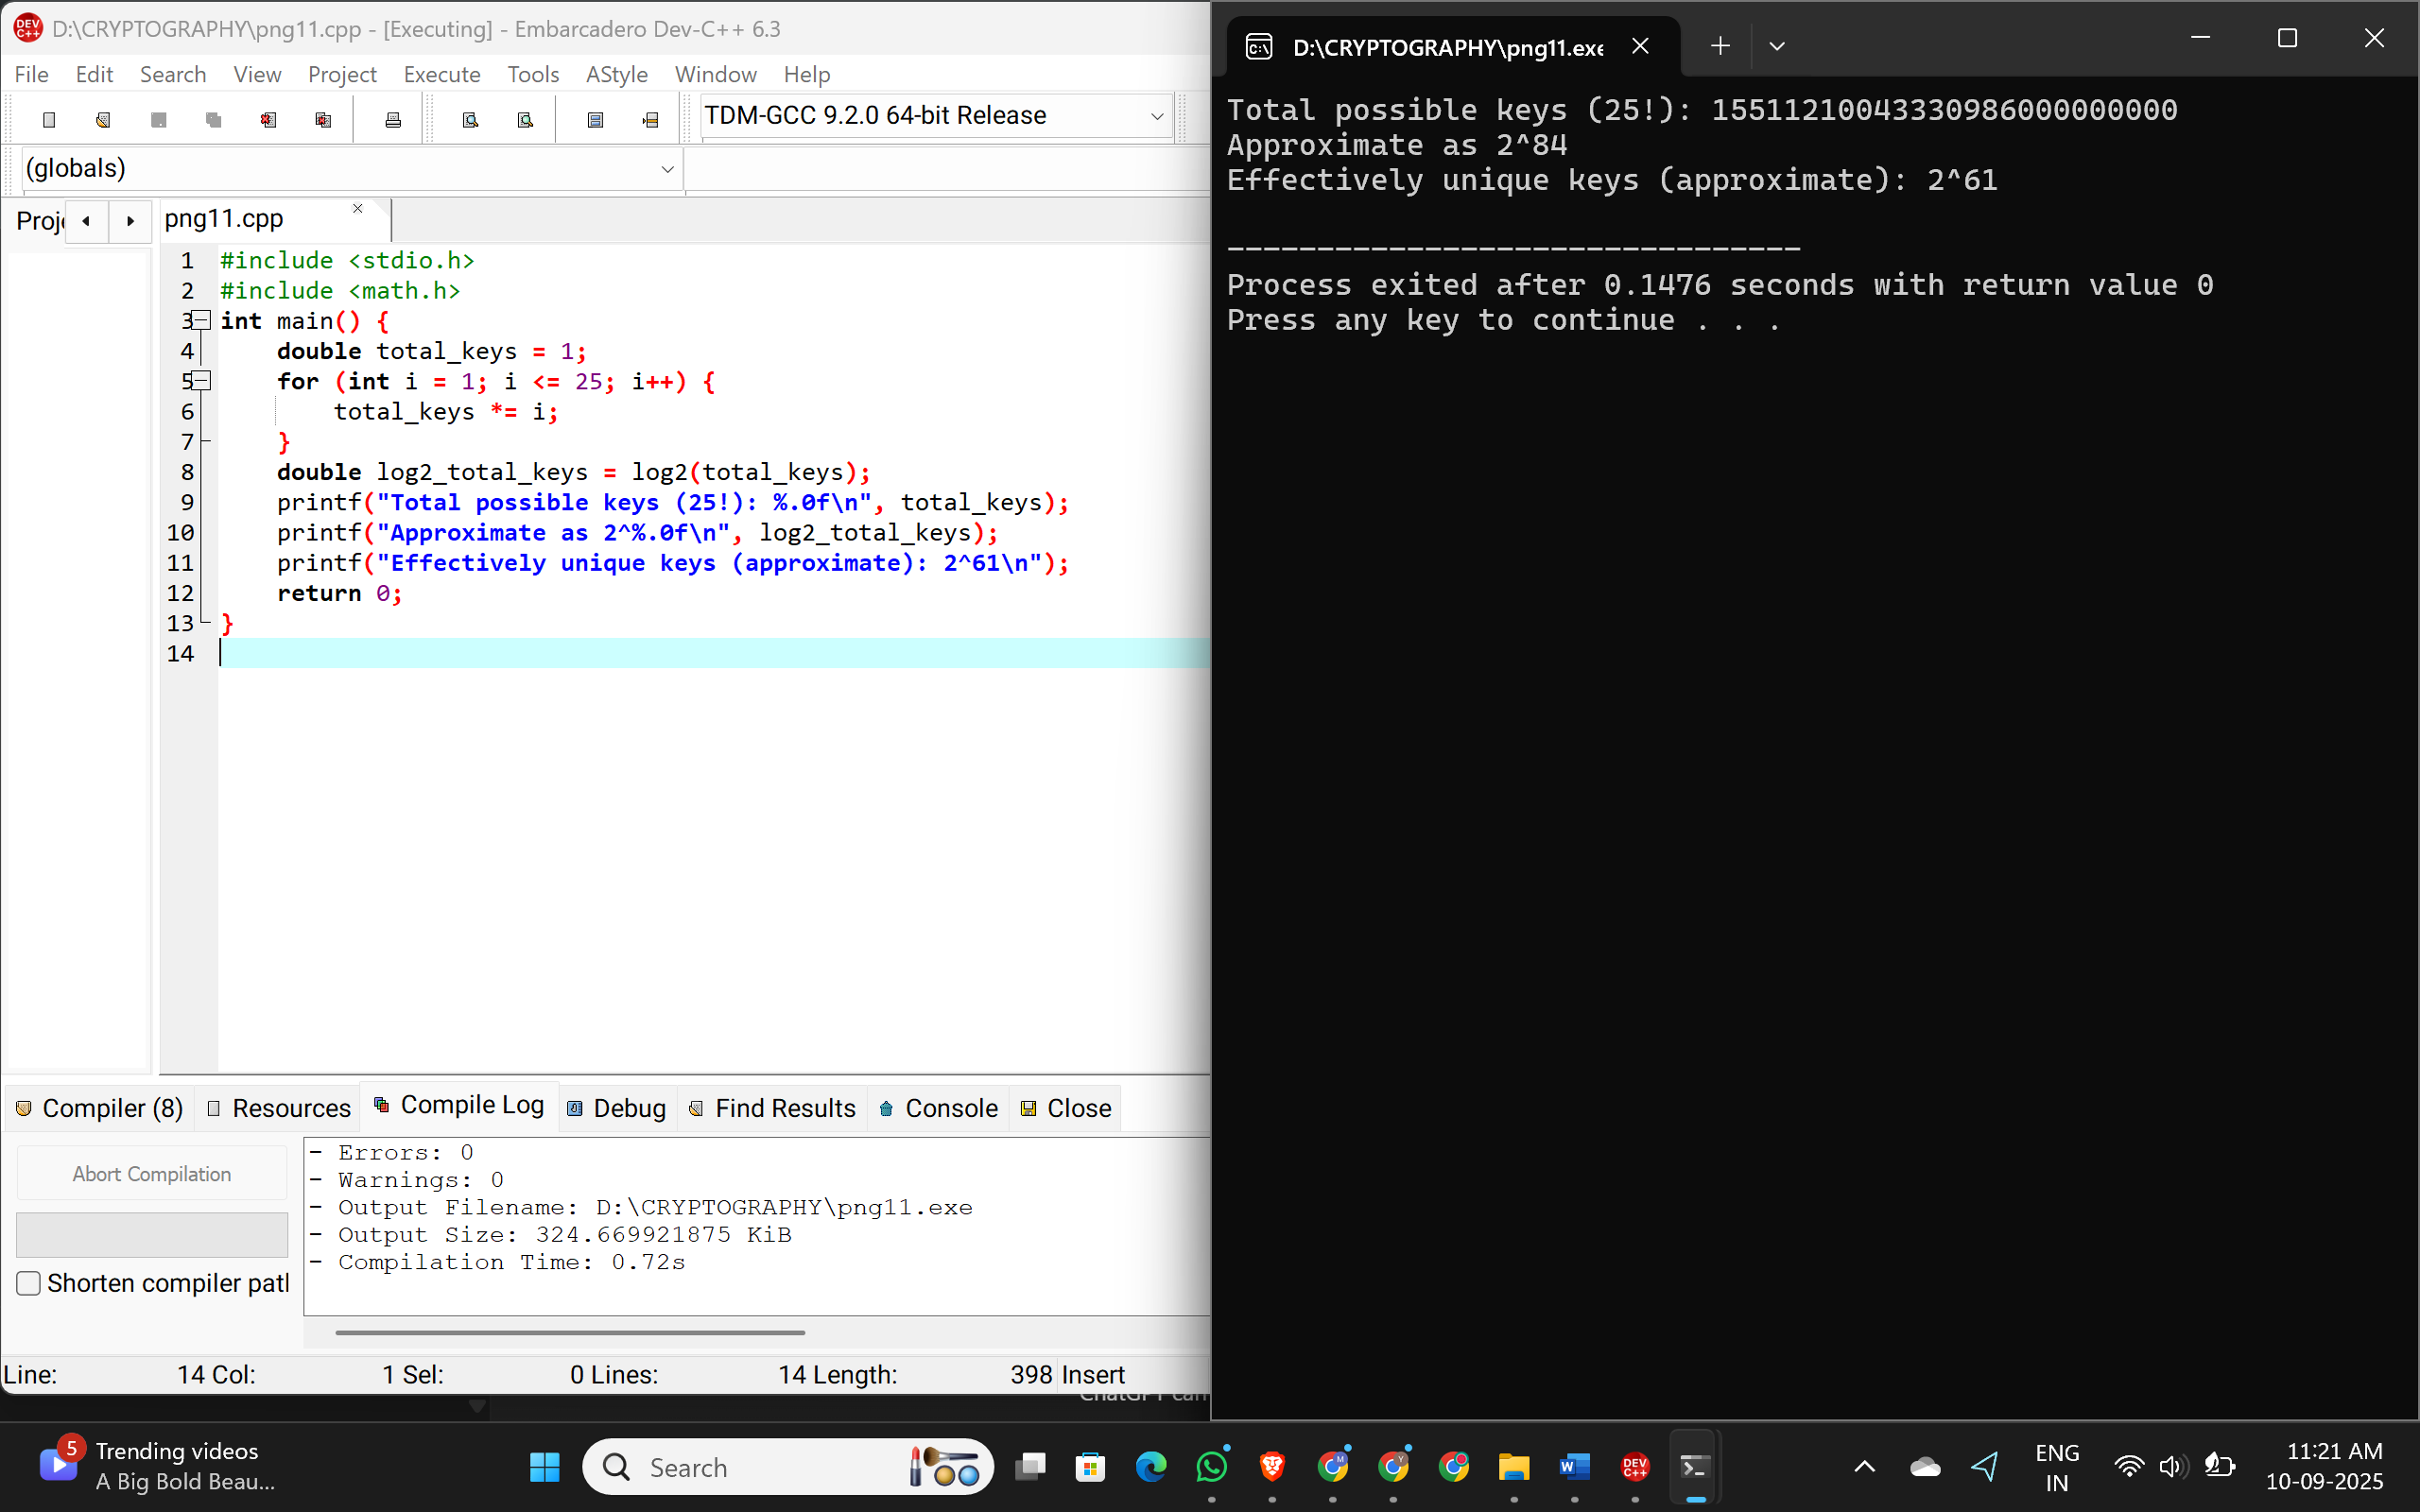 D:\CRYPTOGRAPHY\png11.cpp - [Executing] - Embarcadero Dev-C++ 6.3
File Edit Search View Project Execute Tools AStyle Window Help
TDM-GCC 9.2.0 64-bit Release
(globals)
png11.cpp
1 #include <stdio.h>
2 #include <math.h>
3 int main() {
4 double total_keys = 1;
5 for (int i = 1; i <= 25; i++) {
6 total_keys *= i;
7 }
8 double log2_total_keys = log2(total_keys);
9 printf("Total possible keys (25!): %.0f\n", total_keys);
10 printf("Approximate as 2^%.0f\n", log2_total_keys);
11 printf("Effectively unique keys (approximate): 2^61\n");
12 return 0;
13 }
14
Compiler (8) Resources Compile Log Debug Find Results Console Close
Abort Compilation
Shorten compiler
- Errors: 0
- Warnings: 0
- Output Filename: D:\CRYPTOGRAPHY\png11.exe
- Output Size: 324.669921875 KiB
- Compilation Time: 0.72s
Line: 14 Col: 1 Sel: 0 Lines: 14 Length: 398 Insert
D:\CRYPTOGRAPHY\png11.exe
Total possible keys (25!): 15511210043330986000000000
Approximate as 2^84
Effectively unique keys (approximate): 2^61
--------------------------------
Process exited after 0.1476 seconds with return value 0
Press any key to continue . . .
5
Trending videos
A Big Bold Beau...
Search
DEV C++
ENG
IN
11:21 AM
10-09-2025